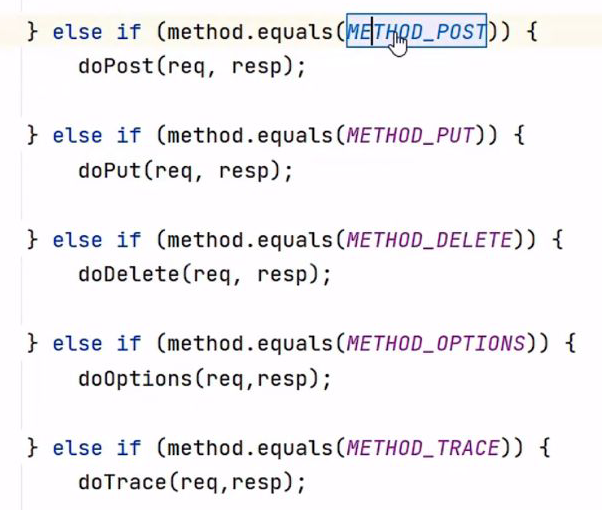 } else if (method.equals(METHOD_POST)) {
doPost(req, resp);
} else if (method.equals(METHOD_PUT)) {
doPut(req, resp);
} else if (method.equals(METHOD_DELETE)) {
doDelete(req, resp);
} else if (method.equals(METHOD_OPTIONS)) {
doOptions(req,resp);
} else if (method.equals(METHOD_TRACE)) {
doTrace(req,resp);